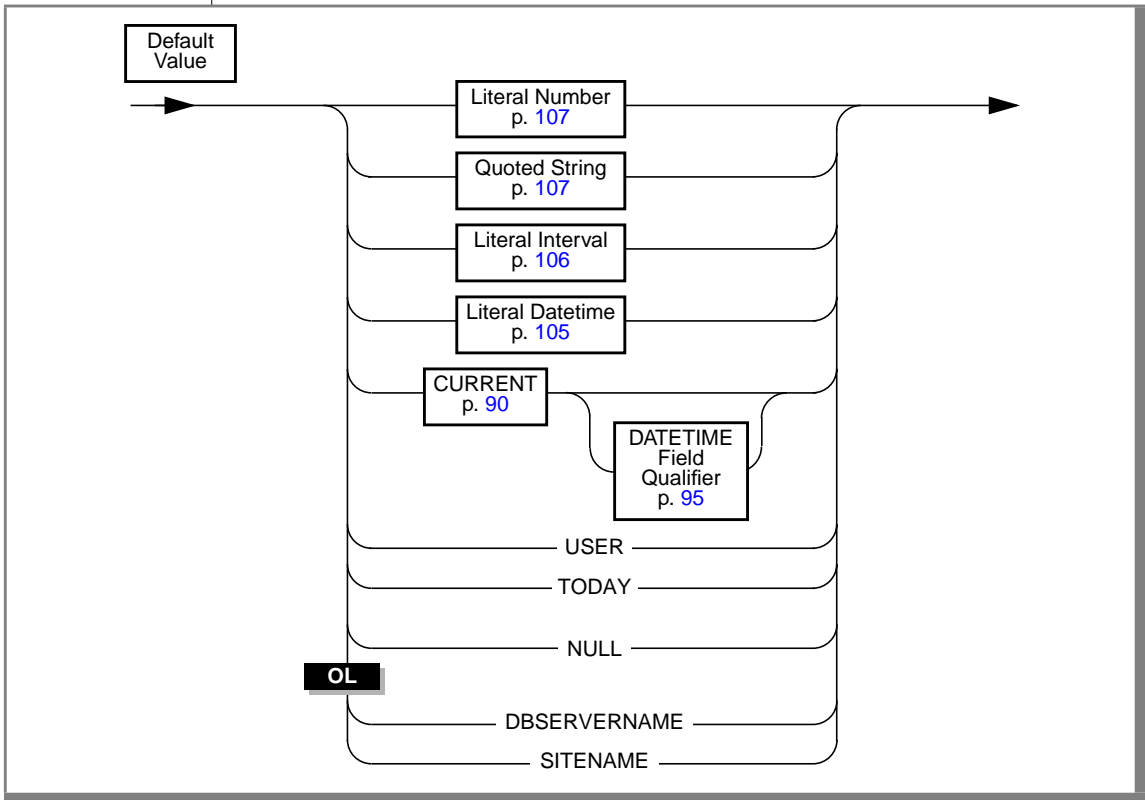 Default
Value
Literal Number
p. 107
Quoted String
p. 107
Literal Interval
p. 106
Literal Datetime
p. 105
CURRENT
p. 90
DATETIME
Field
Qualifier
p. 95
USER
TODAY
NULL
OL
DBSERVERNAME
SITENAME